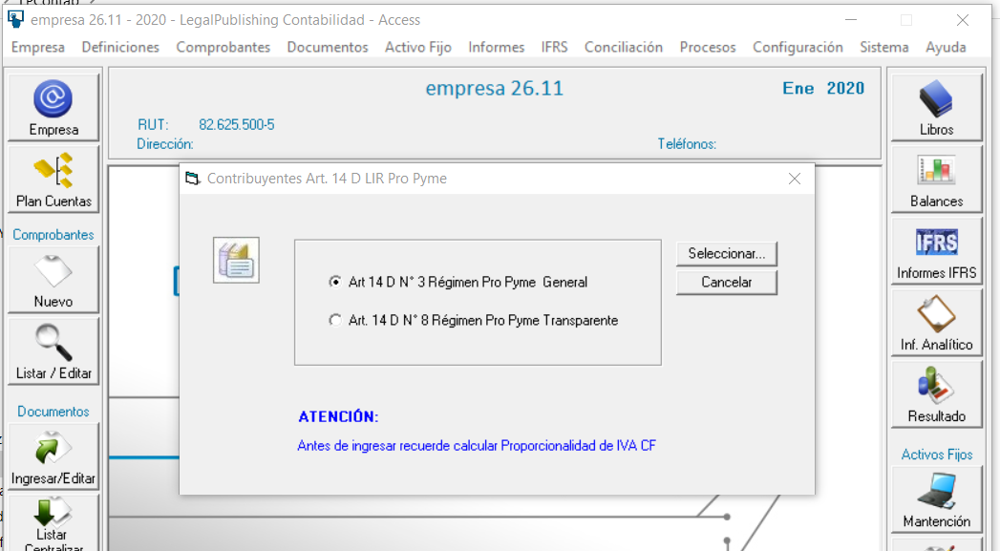 LPContab
empresa 26.11 - 2020 - LegalPublishing Contabilidad - Access
Empresa Definiciones Comprobantes Documentos Activo Fijo Informes IFRS Conciliación Procesos Configuración Sistema Ayuda
empresa 26.11
Ene 2020
RUT: 82.625.500-5
Dirección:
Teléfonos:
Empresa
Plan Cuentas
Comprobantes
Nuevo
Listar / Editar
Documentos
Ingresar/Editar
Listar
Centralizar
Contribuyentes Art. 14 D LIR Pro Pyme
Art 14 D N° 3 Régimen Pro Pyme General
Art. 14 D N° 8 Régimen Pro Pyme Transparente
Seleccionar...
Cancelar
ATENCIÓN:
Antes de ingresar recuerde calcular Proporcionalidad de IVA CF
Libros
Balances
IFRS
Informes IFRS
Inf. Analítico
Resultado
Activos Fijos
Mantención